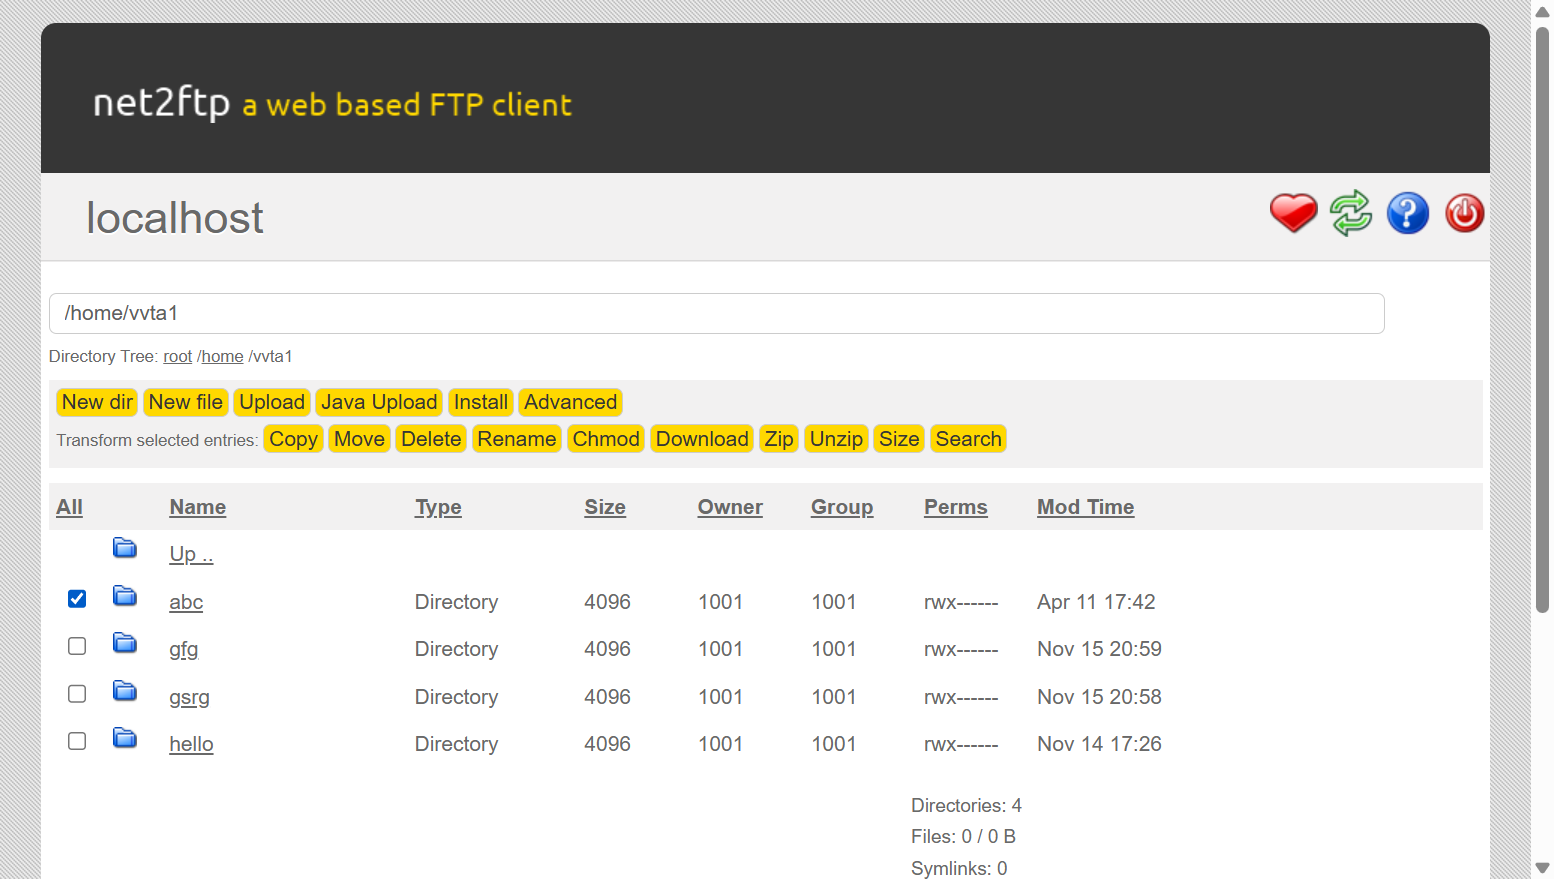 net2ftp a web based FTP client
localhost
/home/vvta1
Directory Tree: root /home /vvta1
New dir New file Upload Java Upload Install Advanced
Transform selected entries: Copy Move Delete Rename Chmod Download Zip Unzip Size Search
All Name Type Size Owner Group Perms Mod Time
Up ..
abc Directory 4096 1001 1001 rwx------ Apr 11 17:42
gfg Directory 4096 1001 1001 rwx------ Nov 15 20:59
gsrg Directory 4096 1001 1001 rwx------ Nov 15 20:58
hello Directory 4096 1001 1001 rwx------ Nov 14 17:26
Directories: 4
Files: 0 / 0 B
Symlinks: 0